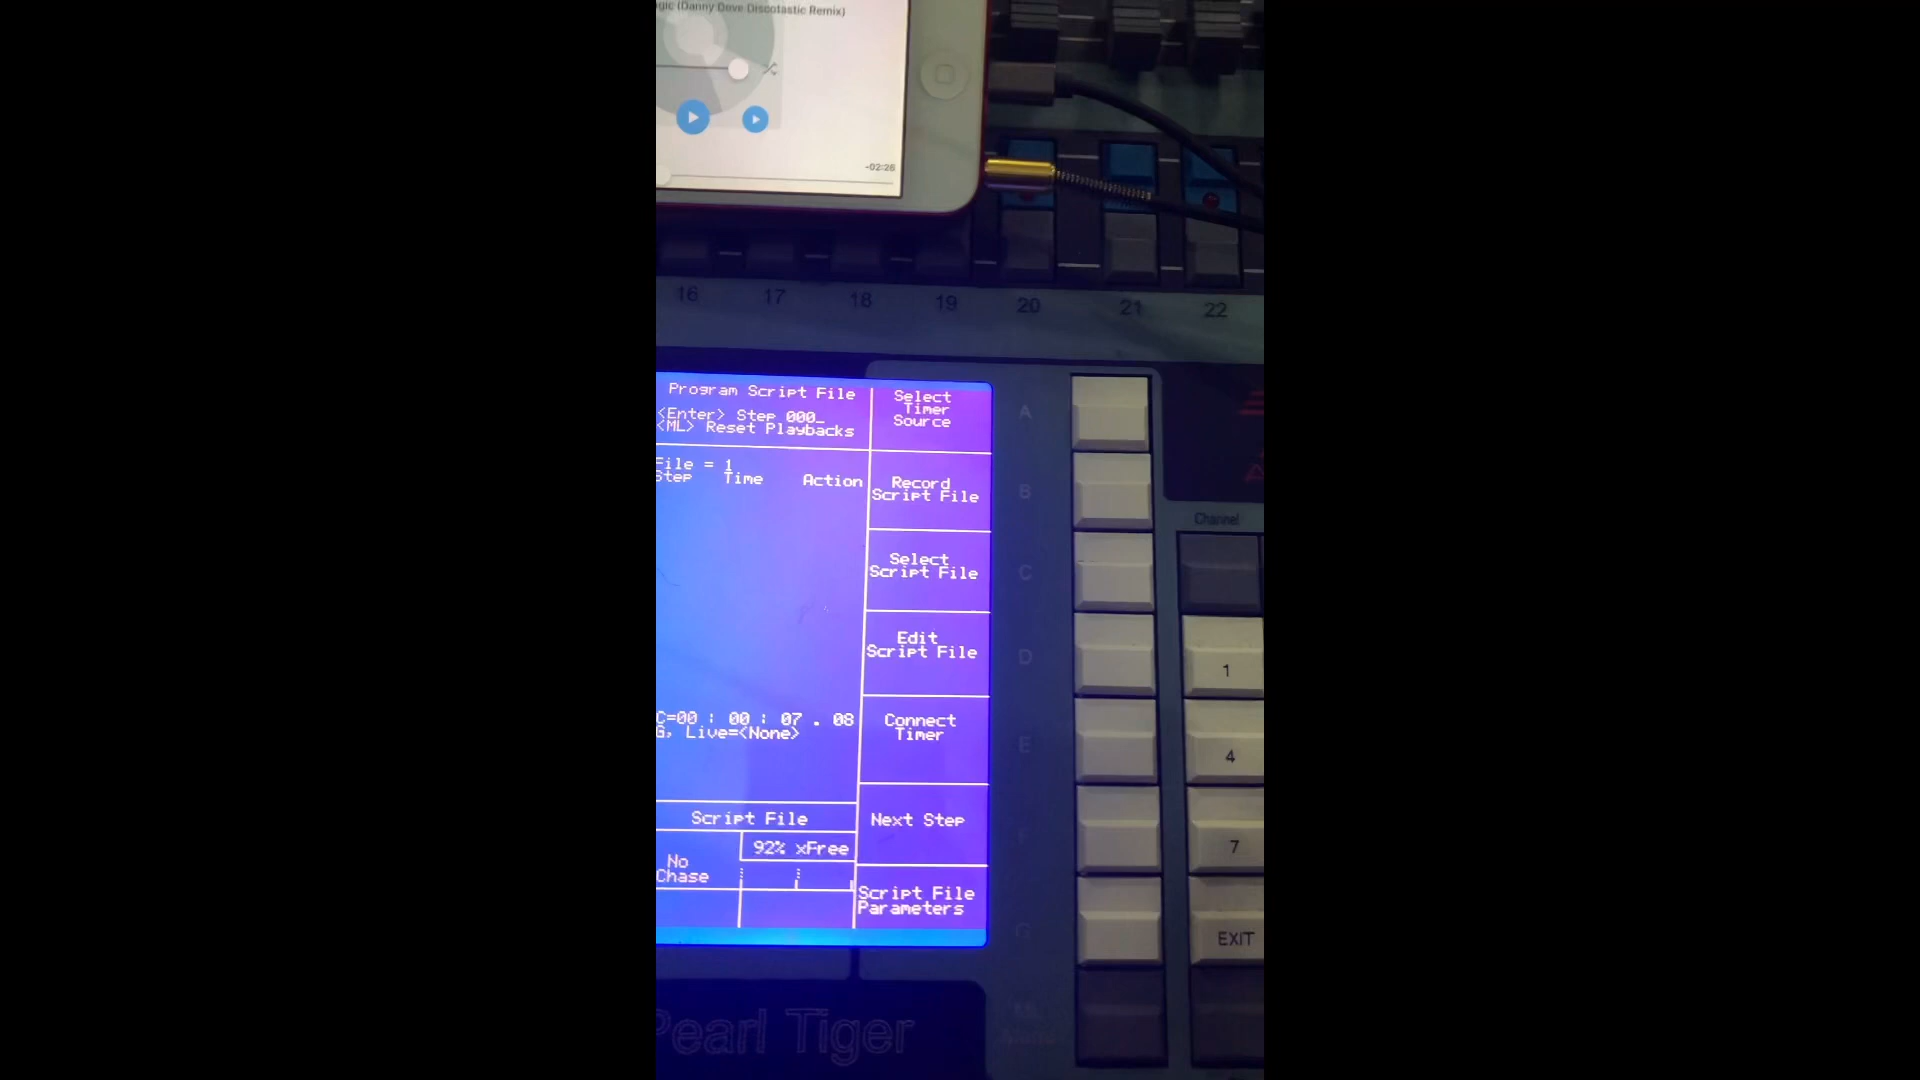 (Danny Dove Discotastic Remix)
-02:26
16 17 18 19 20 21 22
Program Script File
<Enter> Step 000_
<ML> Reset Playbacks
File = 1
Step Time Action
C=00 : 00 : 07 . 08
G, Live=<None>
Script File
92% xFree
No
Chase
Select
Timer
Source
Record
Script File
Select
Script File
Edit
Script File
Connect
Timer
Next Step
Script File
Parameters
A
B
C
D
E
F
G
Channel
1
4
7
EXIT
Pearl Tiger